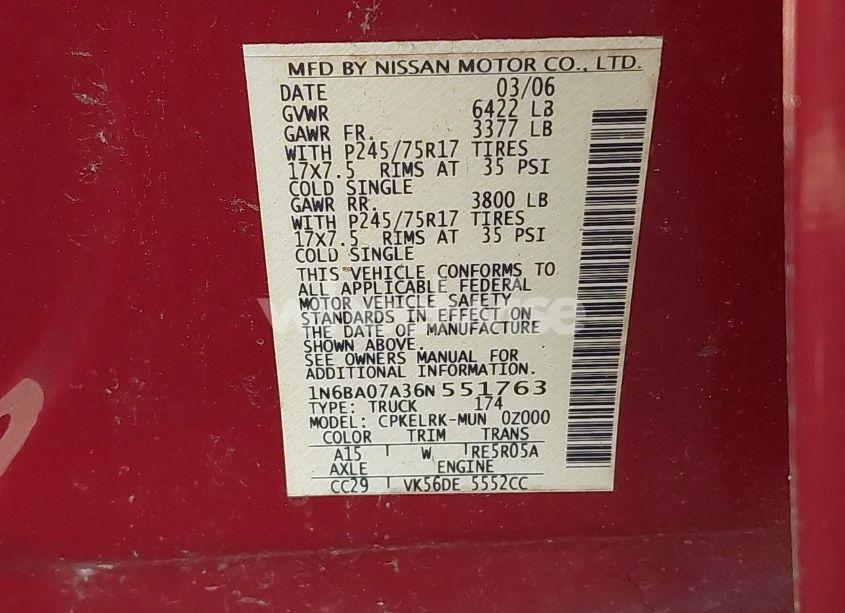 MFD BY NISSAN MOTOR CO., LTD.
DATE 03/06
GVWR 6422 LB
GAWR FR. 3377 LB
WITH P245/75R17 TIRES
17X7.5 RIMS AT 35 PSI
COLD SINGLE
GAWR RR. 3800 LB
WITH P245/75R17 TIRES
17X7.5 RIMS AT 35 PSI
COLD SINGLE
THIS VEHICLE CONFORMS TO
ALL APPLICABLE FEDERAL
MOTOR VEHICLE SAFETY
STANDARDS IN EFFECT ON
THE DATE OF MANUFACTURE
SHOWN ABOVE.
SEE OWNERS MANUAL FOR
ADDITIONAL INFORMATION.
1N6BA07A36N551763
TYPE: TRUCK 174
MODEL: CPKELRK-MUN 0Z000
COLOR TRIM TRANS
A15 W RE5R05A
AXLE ENGINE
CC29 VK56DE 5552CC